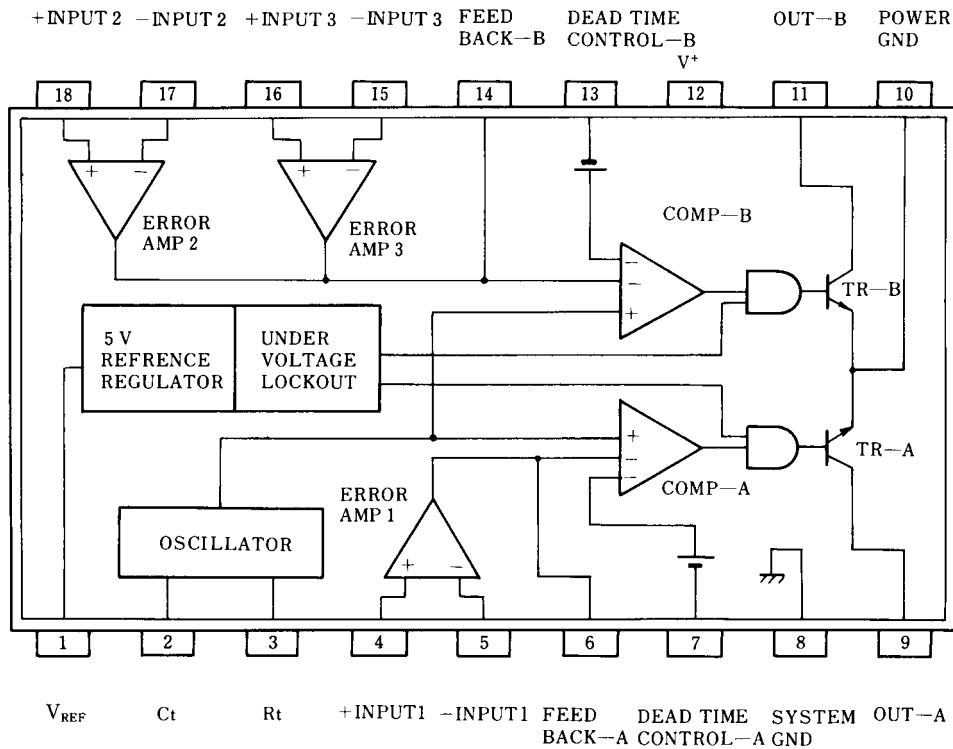 +INPUT 2 −INPUT 2 +INPUT 3 −INPUT 3 FEED BACK—B DEAD TIME CONTROL—B V+ OUT—B POWER GND
18 17 16 15 14 13 12 11 10
+ − + −
ERROR
AMP 2
ERROR
AMP 3
COMP—B
−
−
+
TR—B
5 V
REFRENCE
REGULATOR
UNDER
VOLTAGE
LOCKOUT
+
−
−
COMP—A
TR—A
ERROR
AMP 1
+ −
OSCILLATOR
1 2 3 4 5 6 7 8 9
VREF Ct Rt +INPUT1 −INPUT1 FEED BACK—A DEAD TIME CONTROL—A SYSTEM GND OUT—A